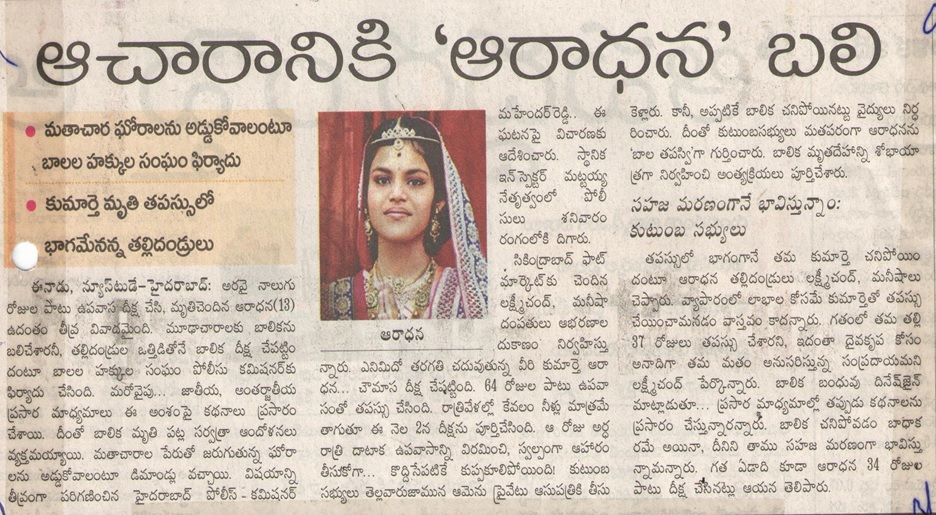 ఆచారానికి ‘ఆరాధన’ బలి
• మతాచార ఘోరాలను అడ్డుకోవాలంటూ
బాలల హక్కుల సంఘం ఫిర్యాదు
• కుమార్తె మృతి తపస్సులో
భాగమేనన్న తల్లిదండ్రులు
ఈనాడు, న్యూస్‌టుడే-హైదరాబాద్: అరవై నాలుగు
రోజుల పాటు ఉపవాస దీక్ష చేసి, మృతిచెందిన ఆరాధన(13)
ఉదంతం తీవ్ర వివాదమైంది. మూఢాచారాలకు బాలికను
బలిచేశారనీ, తల్లిదండ్రుల ఒత్తిడితోనే బాలిక దీక్ష చేపట్టిం
దంటూ బాలల హక్కుల సంఘం పోలీసు కమిషనర్‌కు
ఫిర్యాదు చేసింది. మరోవైపు... జాతీయ, అంతర్జాతీయ
ప్రసార మాధ్యమాలు ఈ అంశంపై కథనాలు ప్రసారం
చేశాయి. దీంతో బాలిక మృతి పట్ల సర్వత్రా ఆందోళనలు
వ్యక్తమయ్యాయి. మతాచారాల పేరుతో జరుగుతున్న ఘోరా
లను అడ్డుకోవాలంటూ డిమాండ్లు వచ్చాయి. విషయాన్ని
తీవ్రంగా పరిగణించిన హైదరాబాద్ పోలీస్-కమిషనర్
ఆరాధన
మహేందర్‌రెడ్డి.. ఈ
ఘటనపై విచారణకు
ఆదేశించారు. స్థానిక
ఇన్‌స్పెక్టర్ మట్టయ్య
నేతృత్వంలో పోలీ
సులు శనివారం
రంగంలోకి దిగారు.
సికింద్రాబాద్ పాట్
మార్కెట్‌కు చెందిన
లక్ష్మీచంద్, మనీషా
దంపతులు ఆభరణాల
దుకాణం నిర్వహిస్తు
న్నారు. ఎనిమిదో తరగతి చదువుతున్న వీరి కుమార్తె ఆరా
ధన... చౌమాస దీక్ష చేపట్టింది. 64 రోజుల పాటు ఉపవా
సంతో తపస్సు చేసింది. రాత్రివేళల్లో కేవలం నీళ్లు మాత్రమే
తాగుతూ ఈ నెల 2న దీక్షను పూర్తిచేసింది. ఆ రోజు అర్ధ
రాత్రి దాటాక ఉపవాసాన్ని విరమించి, స్వల్పంగా ఆహారం
తీసుకోగా... కొద్దిసేపటికే కుప్పకూలిపోయింది! కుటుంబ
సభ్యులు తెల్లవారుజామున ఆమెను ప్రైవేటు ఆసుపత్రికి తీసు
కెళ్లారు. కానీ, అప్పటికే బాలిక చనిపోయినట్లు వైద్యులు నిర్ధ
రించారు. దీంతో కుటుంబసభ్యులు మతపరంగా ఆరాధనను
‘బాల తపస్వి’గా గుర్తించారు. బాలిక మృతదేహాన్ని శోభాయా
త్రగా నిర్వహించి అంత్యక్రియలు పూర్తిచేశారు.
సహజ మరణంగానే భావిస్తున్నాం:
కుటుంబ సభ్యులు
తపస్సులో భాగంగానే తమ కుమార్తె చనిపోయిం
దంటూ ఆరాధన తల్లిదండ్రులు లక్ష్మీచంద్, మనీషాలు
చెప్పారు. వ్యాపారంలో లాభాల కోసమే కుమార్తెతో తపస్సు
చేయించామనడం వాస్తవం కాదన్నారు. గతంలో తమ తల్లి
37 రోజులు తపస్సు చేశారని, ఇదంతా దైవకృప కోసం
అనాదిగా తమ మతం అనుసరిస్తున్న సంప్రదాయమని
లక్ష్మీచంద్ పేర్కొన్నారు. బాలిక బంధువు దినేష్‌జైన్
మాట్లాడుతూ... ప్రసార మాధ్యమాల్లో తప్పుడు కథనాలను
ప్రసారం చేస్తున్నారన్నారు. బాలిక చనిపోవడం బాధాక
రమే అయినా, దీనిని తాము సహజ మరణంగా భావిస్తు
న్నామన్నారు. గత ఏడాది కూడా ఆరాధన 34 రోజుల
పాటు దీక్ష చేసినట్లు ఆయన తెలిపారు.